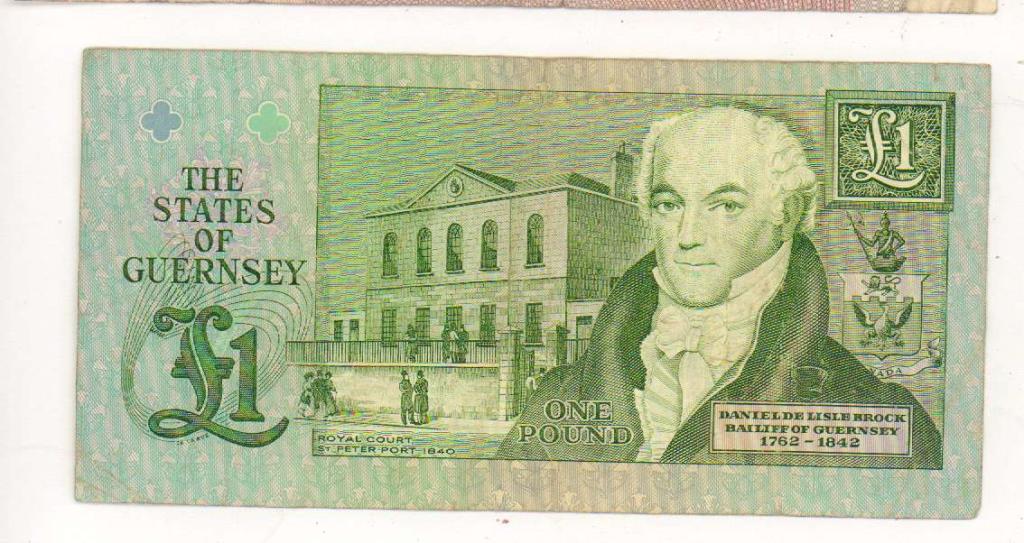 THE
STATES
OF
GUERNSEY
£1
£1
ONE
POUND
ROYAL COURT
ST PETER·PORT·1840
DANIEL DE LISLE BROCK
BAILIFF OF GUERNSEY
1762 - 1842